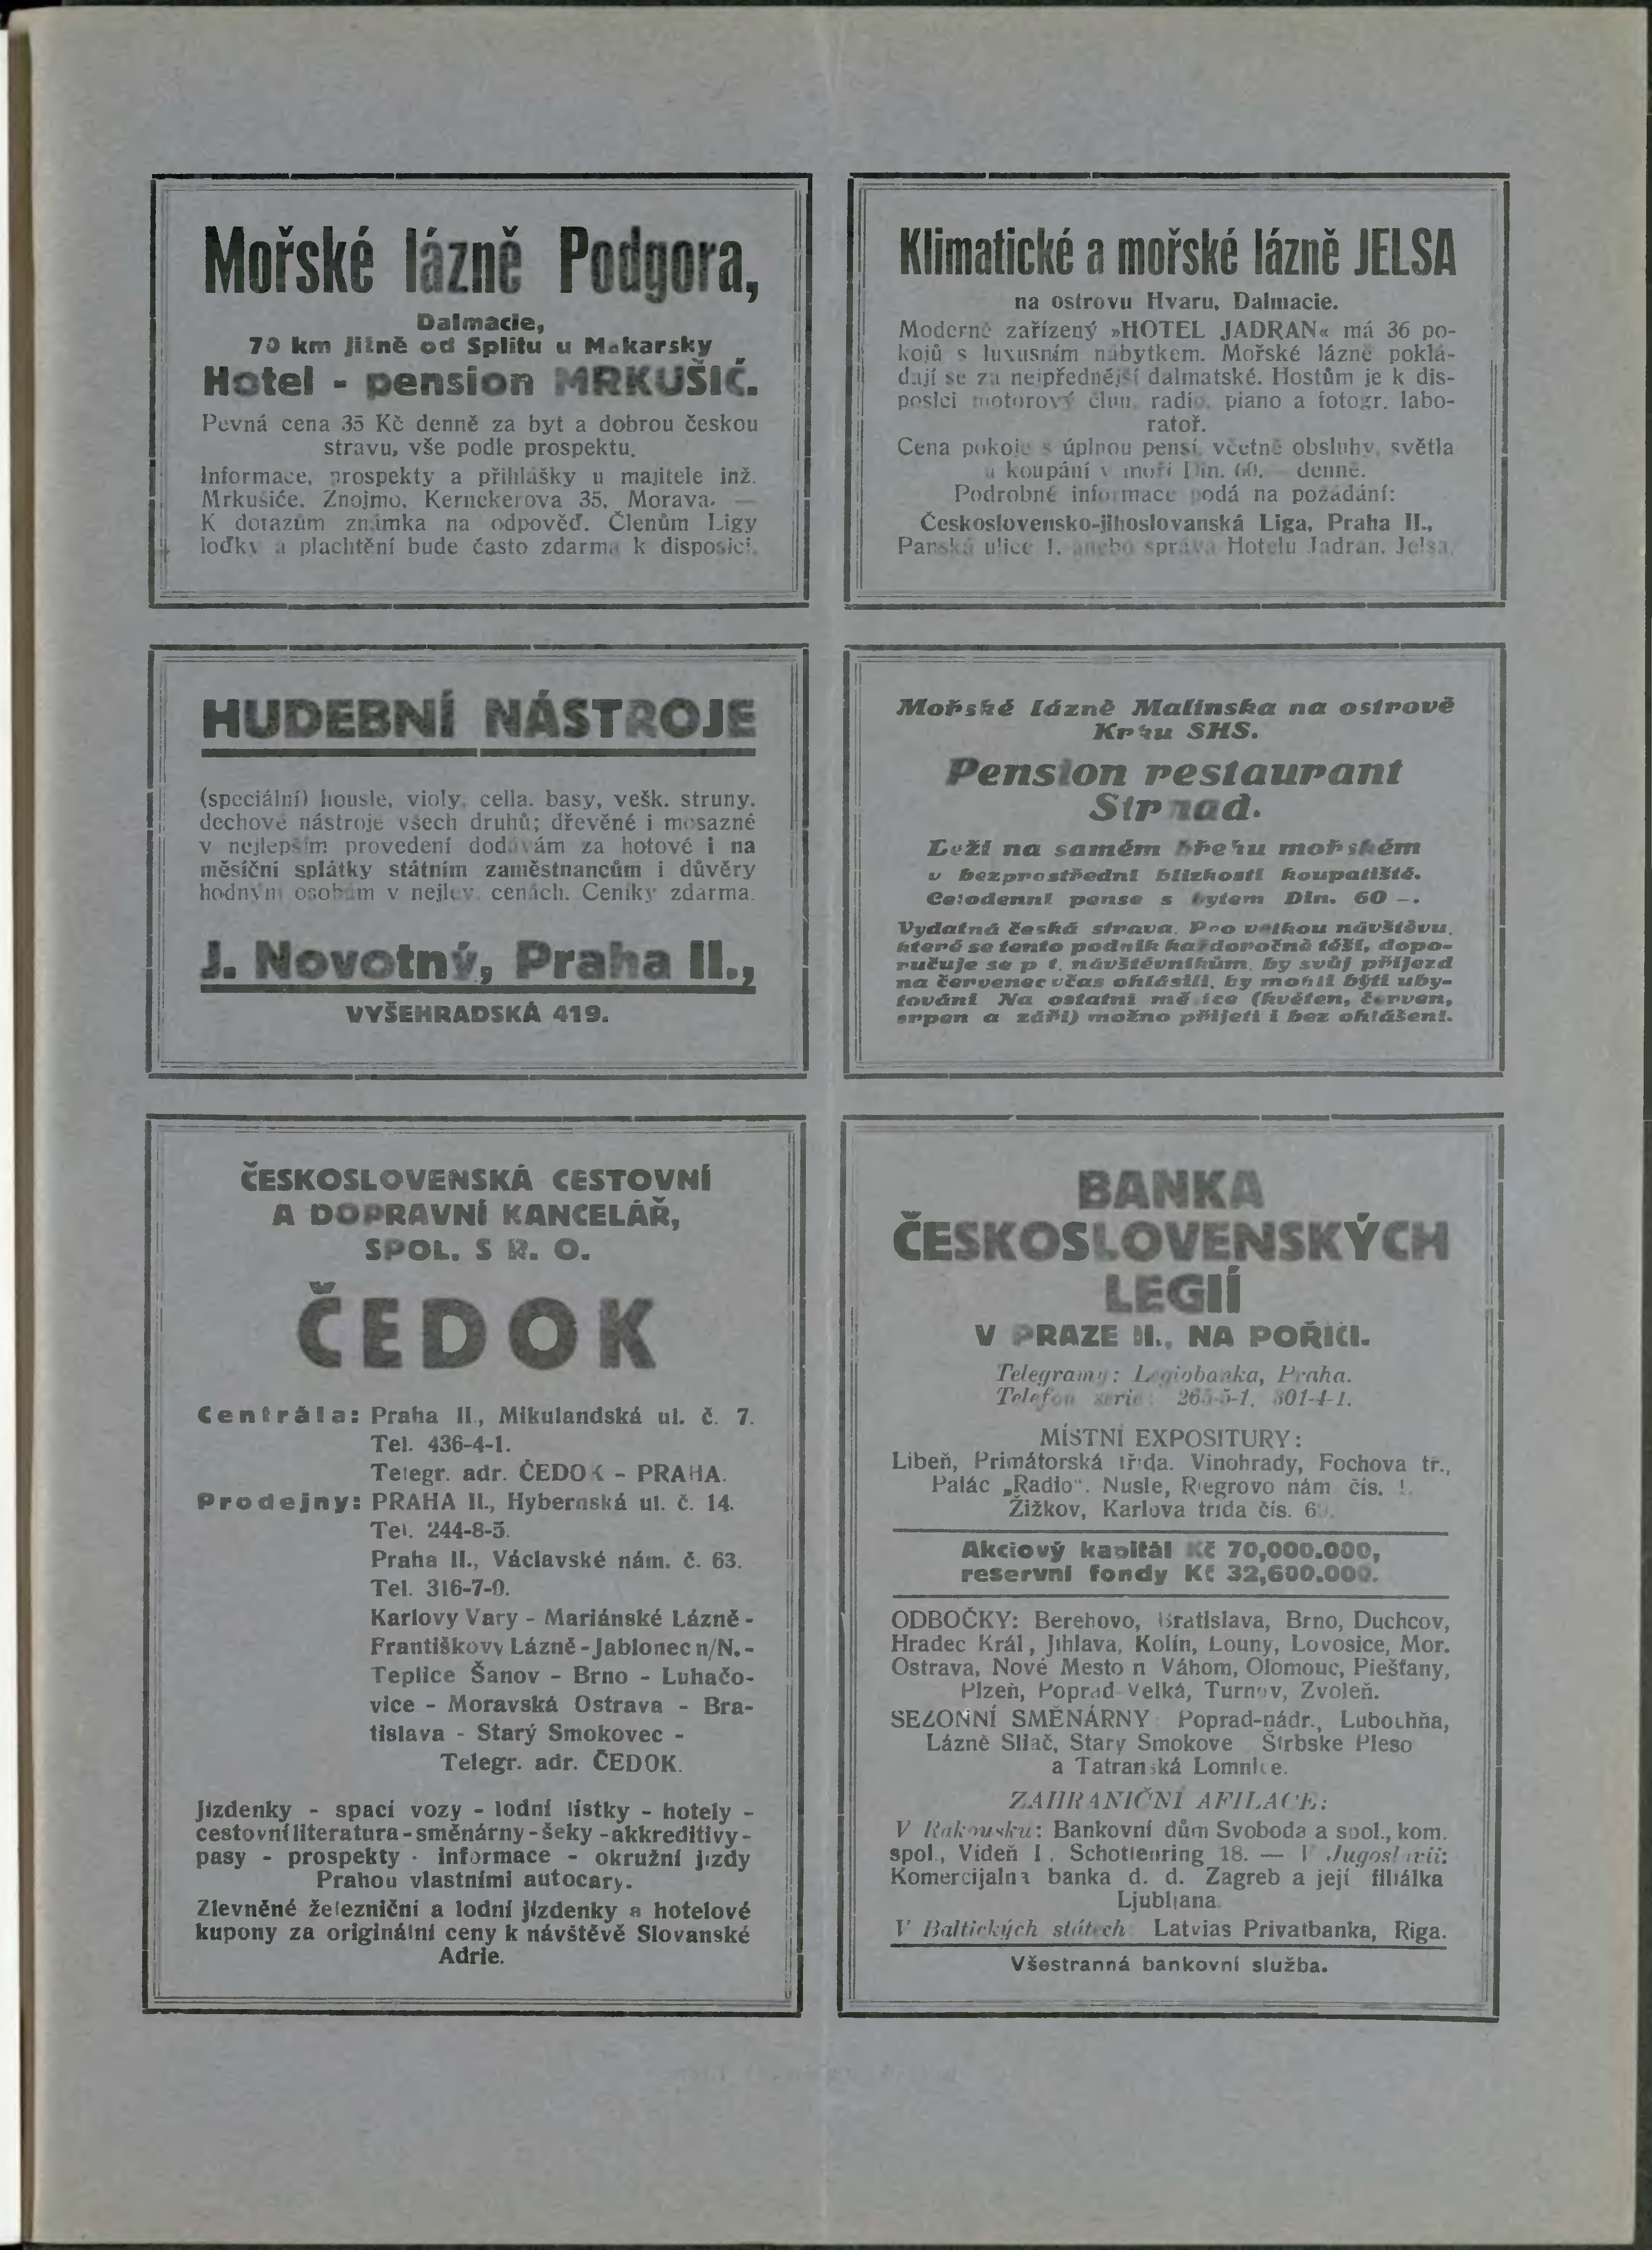 Mořské lázně Podgora,
Dalmacie,
70 km jižně od Splitu u Makarsky
Hotel - pension MRKUŠIĆ.
Pevná cena 35 Kč denně za byt a dobrou českou
stravu, vše podle prospektu.
Informace, prospekty a přihlášky u majitele inž.
Mrkušiće, Znojmo, Kernckerova 35, Morava. —
K dotazům známka na odpověď. Členům Ligy
loďky a plachtění bude často zdarma k disposici.
Klimatické a mořské lázně JELSA
na ostrovu Hvaru, Dalmacie.
Moderně zařízený »HOTEL JADRAN« má 36 po-
kojů s luxusním nábytkem. Mořské lázně poklá-
dají se za nejpřednější dalmatské. Hostům je k dis-
posici motorový člun, radio, piano a fotogr. labo-
ratoř.
Cena pokoje s úplnou pensí, včetně obsluhy, světla
a koupání v moři Din. 60.— denně.
Podrobné informace podá na požádání:
Československo-jihoslovanská Liga, Praha II.,
Panská ulice 1. anebo správa Hotelu Jadran, Jelsa.
HUDEBNÍ NÁSTROJE
(speciální) housle, violy, cella, basy, vešk. struny,
dechové nástroje všech druhů; dřevěné i mosazné
v nejlepším provedení dodávám za hotové i na
měsíční splátky státním zaměstnancům i důvěry
hodným osobám v nejlev. cenách. Ceníky zdarma.
J. Novotný, Praha II.,
VYŠEHRADSKÁ 419.
Mořské lázně Malinska na ostrově
Krku SHS.
Pension restaurant
Strnad.
Leží na samém břehu mořském
v bezprostřední blízkosti koupaliště.
Celodenní pense s bytem Din. 60 —.
Vydatná česká strava. Pro velkou návštěvu,
které se tento podnik každoročně těší, dopo-
ručuje se p. t. návštěvníkům, by svůj příjezd
na červenec včas ohlásili, by mohli býti uby-
továni. Na ostatní měsíce (květen, červen,
srpen a září) možno přijeti i bez ohlášení.
ČESKOSLOVENSKÁ CESTOVNÍ
A DOPRAVNÍ KANCELÁŘ,
SPOL. S R. O.
ČEDOK
Centrála: Praha II., Mikulandská ul. č. 7.
Tel. 436-4-1.
Telegr. adr. ČEDOK - PRAHA.
Prodejny: PRAHA II., Hybernská ul. č. 14.
Tel. 244-8-5.
Praha II., Václavské nám. č. 63.
Tel. 316-7-0.
Karlovy Vary - Mariánské Lázně -
Františkovy Lázně - Jablonec n/N. -
Teplice Šanov - Brno - Luhačo-
vice - Moravská Ostrava - Bra-
tislava - Starý Smokovec -
Telegr. adr. ČEDOK.
Jízdenky - spací vozy - lodní lístky - hotely -
cestovní literatura - směnárny - šeky - akkreditivy -
pasy - prospekty - informace - okružní jízdy
Prahou vlastními autocary.
Zlevněné železniční a lodní jízdenky a hotelové
kupony za originální ceny k návštěvě Slovanské
Adrie.
BANKA
ČESKOSLOVENSKÝCH
LEGIÍ
V PRAZE II., NA POŘÍČÍ.
Telegramy: Legiobanka, Praha.
Telefon serie: 265-5-1, 301-4-1.
MÍSTNÍ EXPOSITURY:
Libeň, Primátorská třída. Vinohrady, Fochova tř.,
Palác „Radio“. Nusle, Riegrovo nám čís.
Žižkov, Karlova třída čís.
Akciový kapitál Kč 70,000.000,
reservní fondy Kč 32,600.000.
ODBOČKY: Berehovo, Bratislava, Brno, Duchcov,
Hradec Král, Jihlava, Kolín, Louny, Lovosice, Mor.
Ostrava, Nové Mesto n Váhom, Olomouc, Piešťany,
Plzeň, Poprad Velká, Turnov, Zvoleň.
SEZONNÍ SMĚNÁRNY Poprad-nádr., Lubochňa,
Lázně Sliač, Stary Smokove Štrbske Pleso
a Tatranská Lomnice.
ZAHRANIČNÍ AFILACE:
V Rakousku: Bankovní dům Svoboda a spol., kom.
spol., Vídeň I, Schottenring 18. — V Jugoslavii:
Komercijalna banka d. d. Zagreb a její filiálka
Ljubljana.
V Baltických státech Latvias Privatbanka, Riga.
Všestranná bankovní služba.